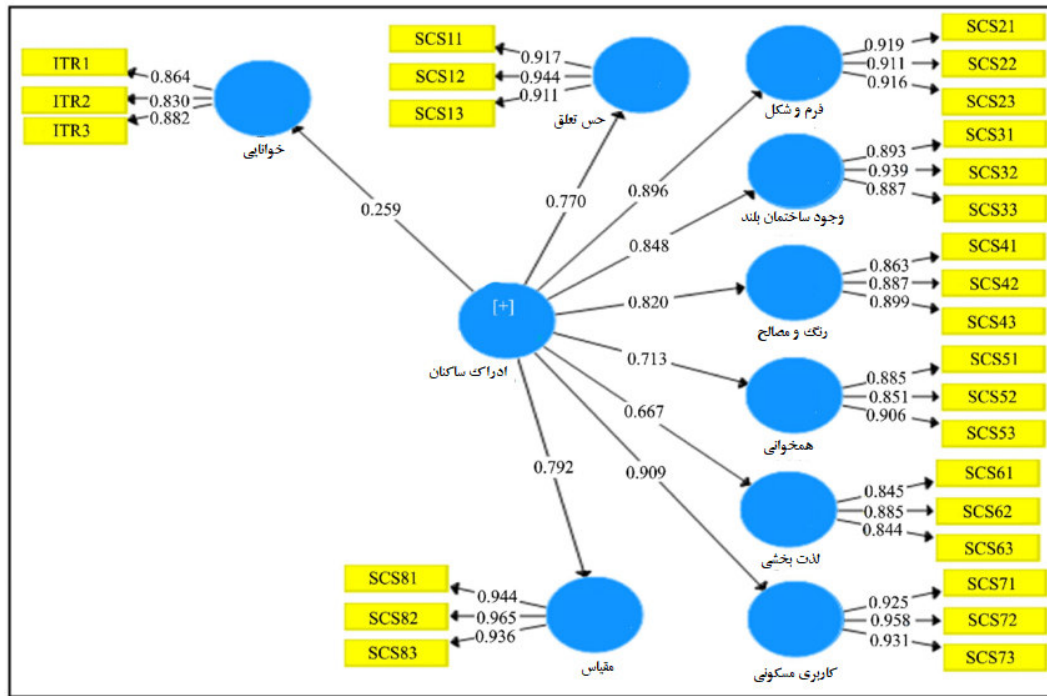 ITR1
ITR2
ITR3
0.864
0.830
0.882
خوانایی
SCS11
SCS12
SCS13
0.917
0.944
0.911
حس تعلق
0.919
0.911
0.916
فرم و شکل
SCS21
SCS22
SCS23
0.893
0.939
0.887
وجود ساختمان بلند
SCS31
SCS32
SCS33
0.259
0.770
0.896
0.848
0.820
0.713
0.667
0.909
0.792
[+]
ادراک ساکنان
0.863
0.887
0.899
رنگ و مصالح
SCS41
SCS42
SCS43
0.885
0.851
0.906
همخوانی
SCS51
SCS52
SCS53
0.845
0.885
0.844
لذت بخشی
SCS61
SCS62
SCS63
0.925
0.958
0.931
کاربری مسکونی
SCS71
SCS72
SCS73
SCS81
SCS82
SCS83
0.944
0.965
0.936
مقیاس